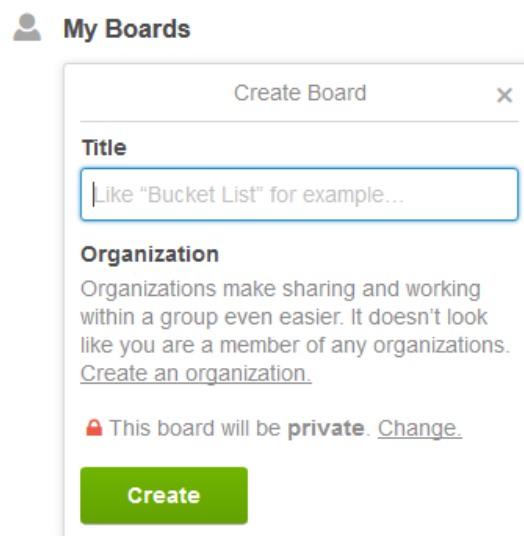 My Boards
Create Board ×
Title
Like “Bucket List” for example…
Organization
Organizations make sharing and working
within a group even easier. It doesn’t look
like you are a member of any organizations.
Create an organization.
This board will be private. Change.
Create